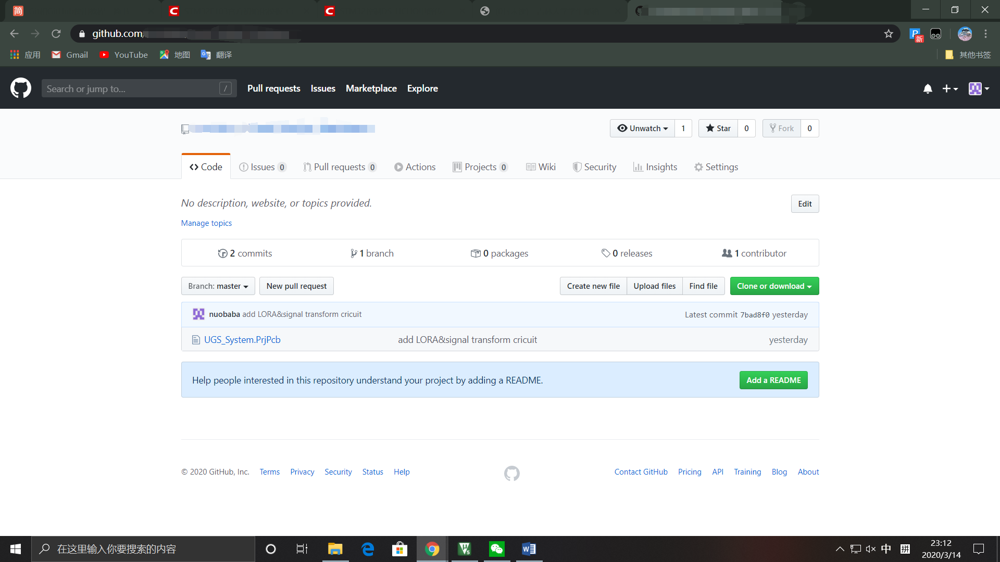 简
C
C
github.com/
P
新
应用
Gmail
YouTube
地图
翻译
其他书签
Search or jump to...
/
Pull requests
Issues
Marketplace
Explore
Unwatch 1
Star 0
Fork 0
Code
Issues 0
Pull requests 0
Actions
Projects 0
Wiki
Security
Insights
Settings
No description, website, or topics provided.
Edit
Manage topics
2 commits
1 branch
0 packages
0 releases
1 contributor
Branch: master
New pull request
Create new file
Upload files
Find file
Clone or download
nuobaba add LORA&signal transform cricuit
Latest commit 7bad8f0 yesterday
UGS_System.PrjPcb
add LORA&signal transform cricuit
yesterday
Help people interested in this repository understand your project by adding a README.
Add a README
© 2020 GitHub, Inc.
Terms
Privacy
Security
Status
Help
Contact GitHub
Pricing
API
Training
Blog
About
在这里输入你要搜索的内容
中
拼
23:12
2020/3/14